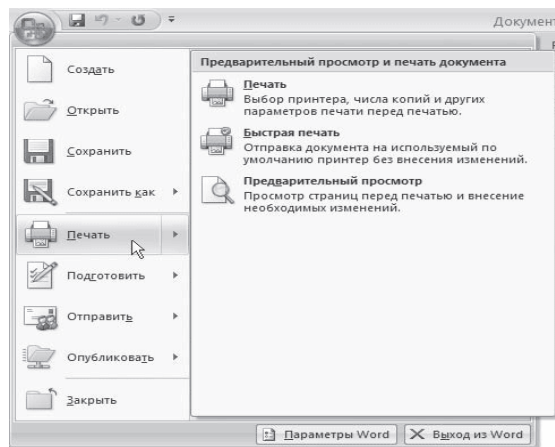 Докумен
Создать
Открыть
Сохранить
Сохранить как
Печать
Подготовить
Отправить
Опубликовать
Закрыть
Предварительный просмотр и печать документа
Печать
Выбор принтера, числа копий и других
параметров печати перед печатью.
Быстрая печать
Отправка документа на используемый по
умолчанию принтер без внесения изменений.
Предварительный просмотр
Просмотр страниц перед печатью и внесение
необходимых изменений.
Параметры Word
Выход из Word